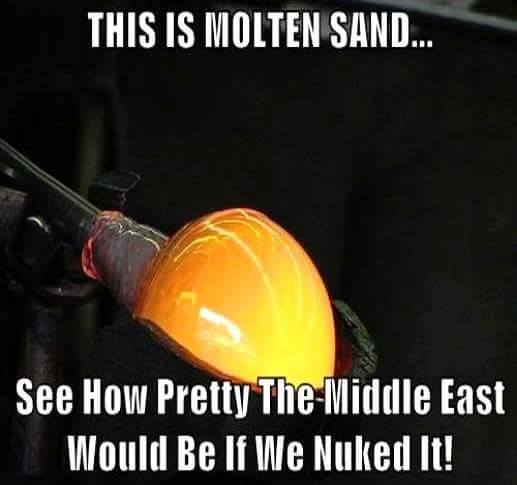 THIS IS MOLTEN SAND...
See How Pretty The Middle East
Would Be If We Nuked It!